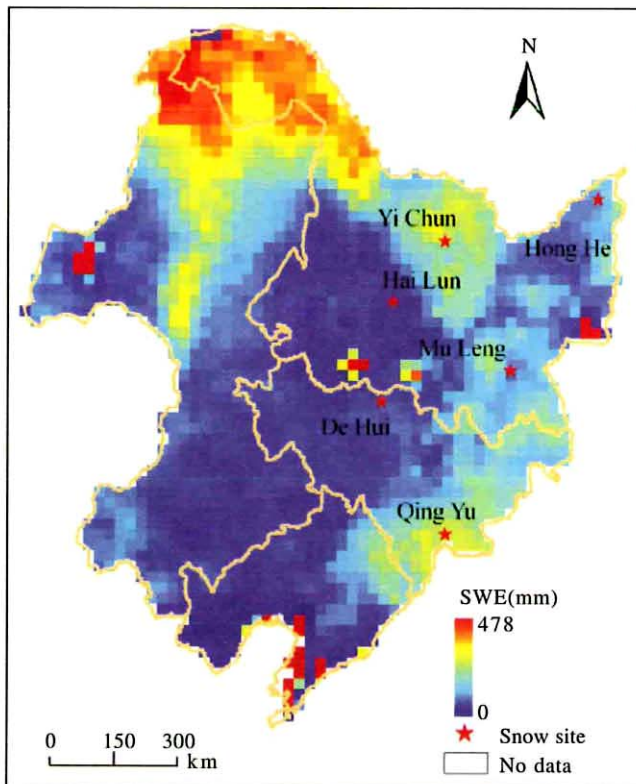 N
Yi Chun
Hong He
Hai Lun
Mu Leng
De Hui
Qing Yu
SWE(mm)
478
0
Snow site
No data
0 150 300
km